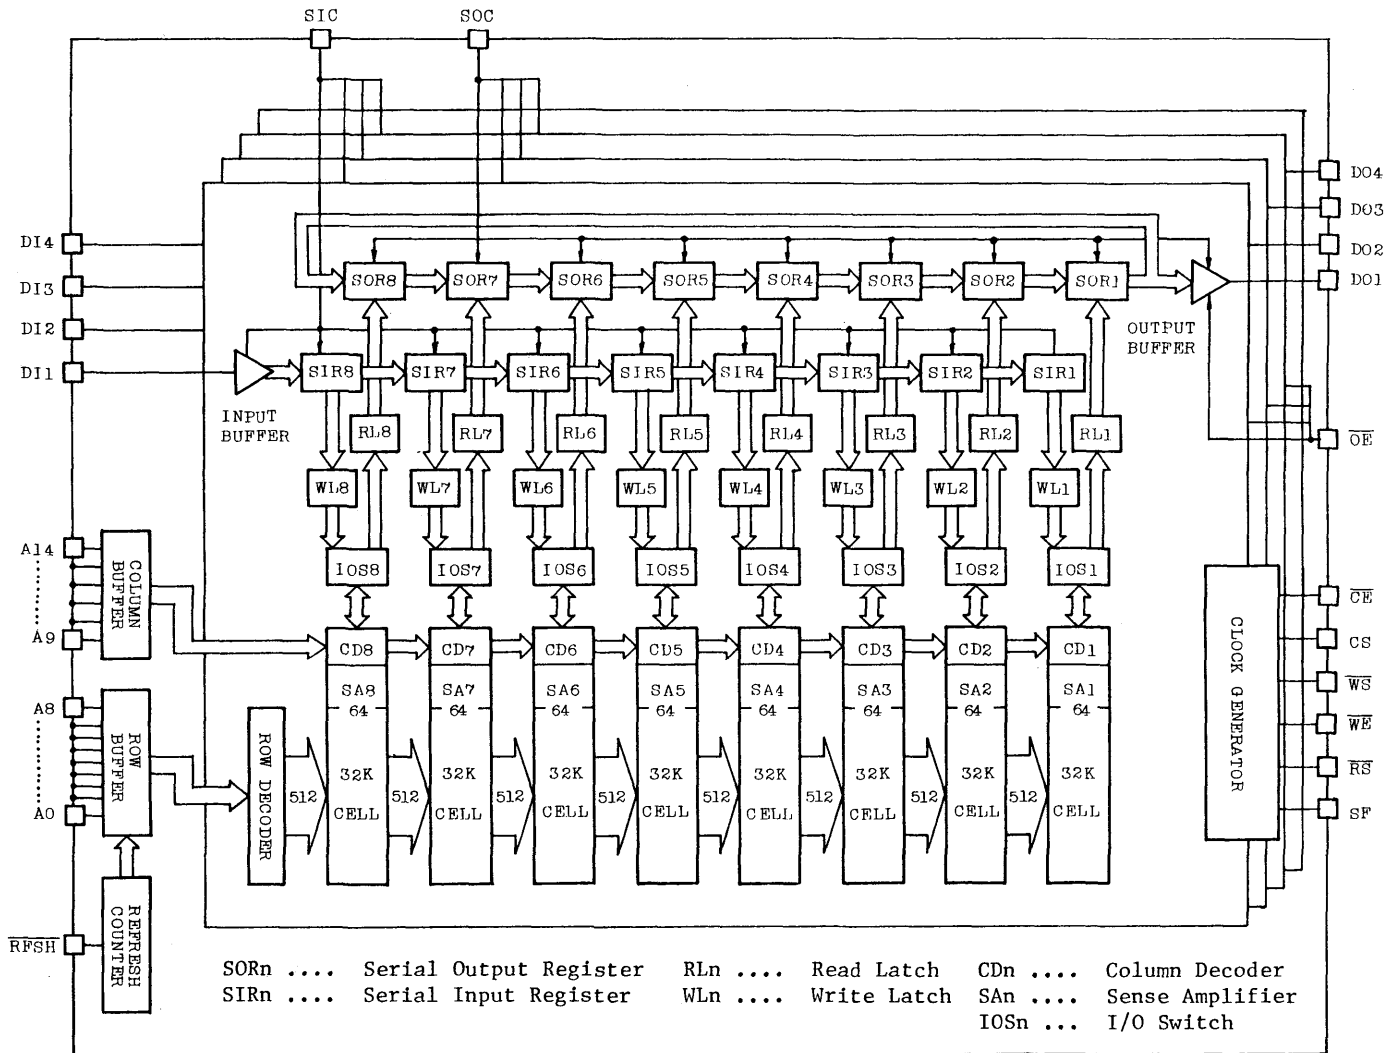 SIC SOC
DO4
DO3
DI4 DO2
SOR8 SOR7 SOR6 SOR5 SOR4 SOR3 SOR2 SOR1 DO1
DI3
DI2
OUTPUT
BUFFER
DI1 SIR8 SIR7 SIR6 SIR5 SIR4 SIR3 SIR2 SIR1
INPUT
BUFFER
RL8 RL7 RL6 RL5 RL4 RL3 RL2 RL1
OE
WL8 WL7 WL6 WL5 WL4 WL3 WL2 WL1
A14
IOS8 IOS7 IOS6 IOS5 IOS4 IOS3 IOS2 IOS1
COLUMN
BUFFER
A9
CD8 CD7 CD6 CD5 CD4 CD3 CD2 CD1
SA8 SA7 SA6 SA5 SA4 SA3 SA2 SA1
64 64 64 64 64 64 64 64
A8
ROW
BUFFER
A0
ROW DECODER
32K 32K 32K 32K 32K 32K 32K 32K
512 512 512 512 512 512 512 512
CELL CELL CELL CELL CELL CELL CELL CELL
CLOCK GENERATOR
CE
CS
WS
WE
RS
SF
REFRESH
COUNTER
RFSH
SORn .... Serial Output Register RLn .... Read Latch CDn .... Column Decoder
SIRn .... Serial Input Register WLn .... Write Latch SAn .... Sense Amplifier
IOSn ... I/O Switch